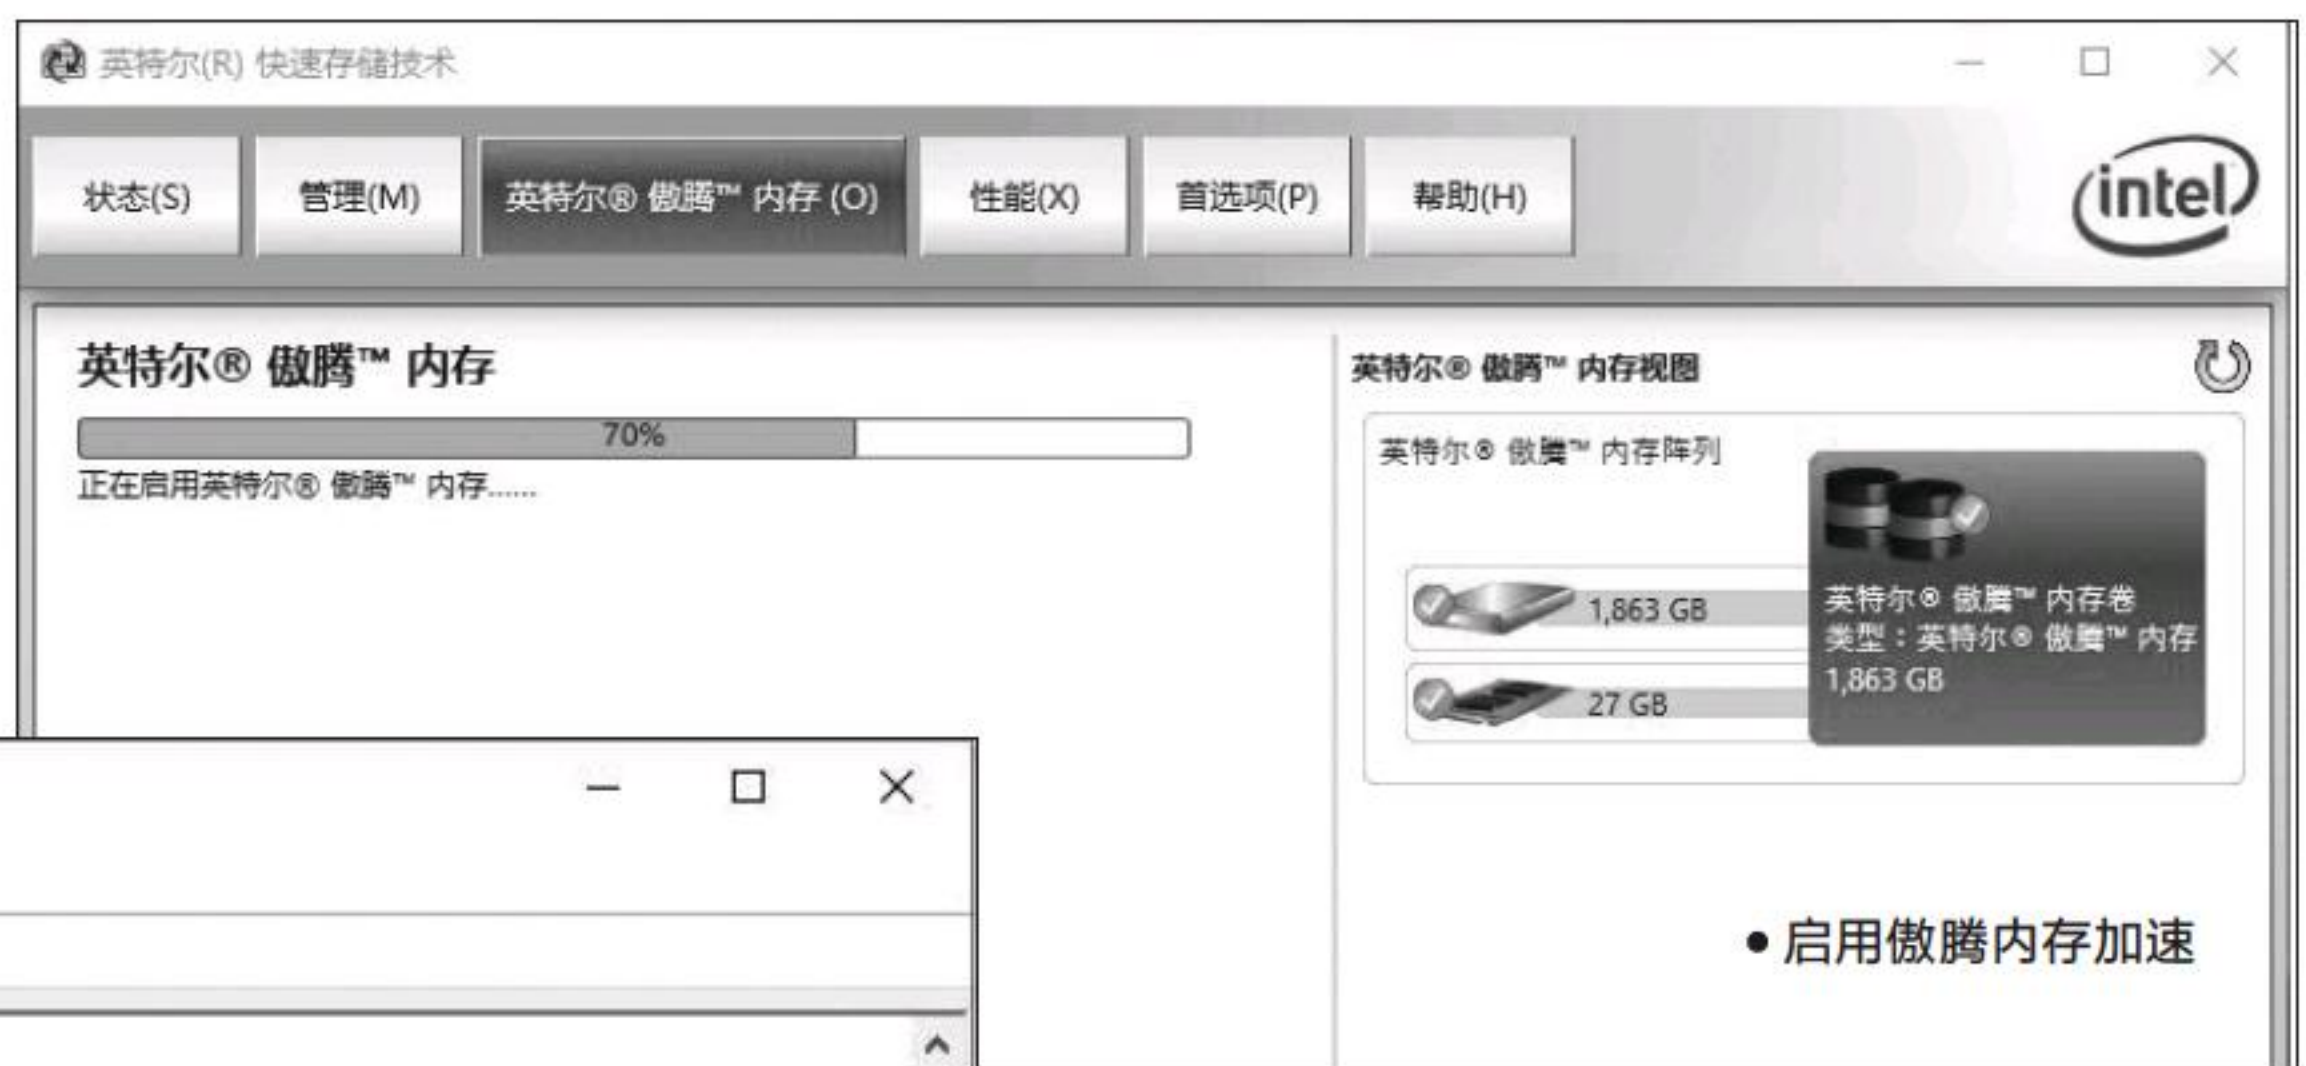 英特尔(R) 快速存储技术
状态(S) 管理(M) 英特尔® 傲腾™ 内存 (O) 性能(X) 首选项(P) 帮助(H)
intel
英特尔® 傲腾™ 内存
70%
正在启用英特尔® 傲腾™ 内存......
英特尔® 傲腾™ 内存视图
英特尔® 傲腾™ 内存阵列
1,863 GB
27 GB
英特尔® 傲腾™ 内存卷
类型：英特尔® 傲腾™ 内存
1,863 GB
●启用傲腾内存加速